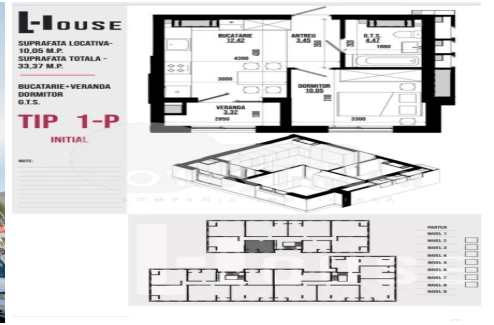 L-HOUSE
SUPRAFATA LOCATIVA-
10,05 M.P.
SUPRAFATA TOTALA -
33,37 M.P.
BUCATARIE+VERANDA
DORMITOR
G.T.S.
TIP 1-P
INITIAL
NOTE:
BUCATARIE
12,42
ANTREU
3.45
G.T.S.
4.47
1890
4300
3000
DORMITOR
10.05
VERANDA
3.32
2850
3300
PARTER
NIVEL 1
NIVEL 2
NIVEL 3
NIVEL 4
NIVEL 5
NIVEL 6
NIVEL 7
NIVEL 8
NIVEL 9